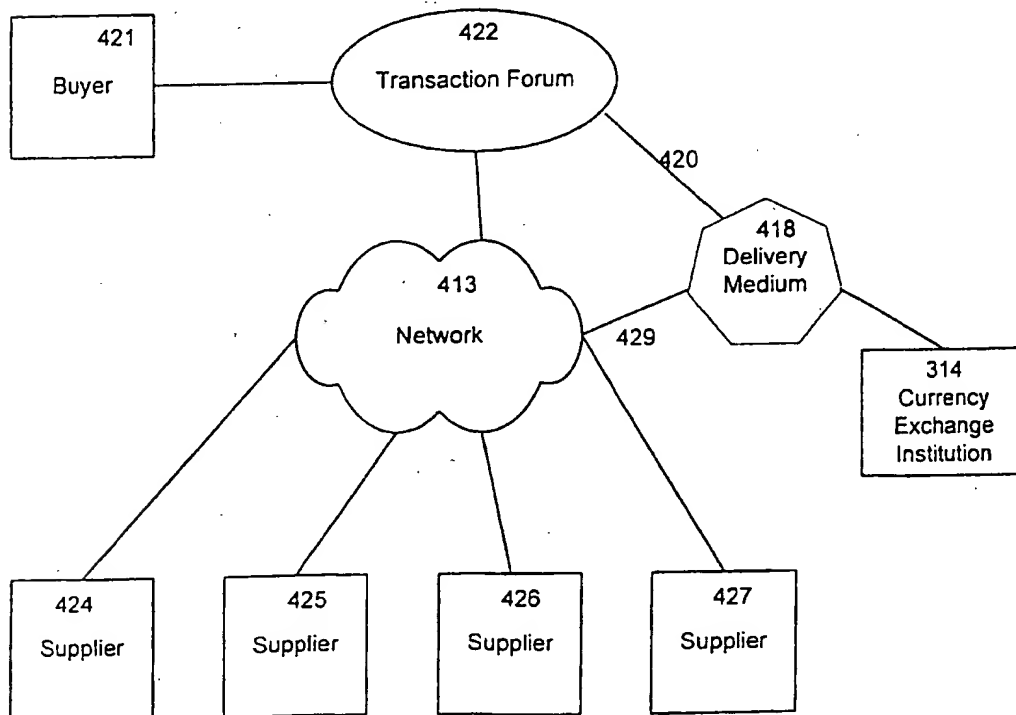 421
Buyer
422
Transaction Forum
420
418
Delivery
Medium
413
Network
429
314
Currency
Exchange
Institution
424
Supplier
425
Supplier
426
Supplier
427
Supplier